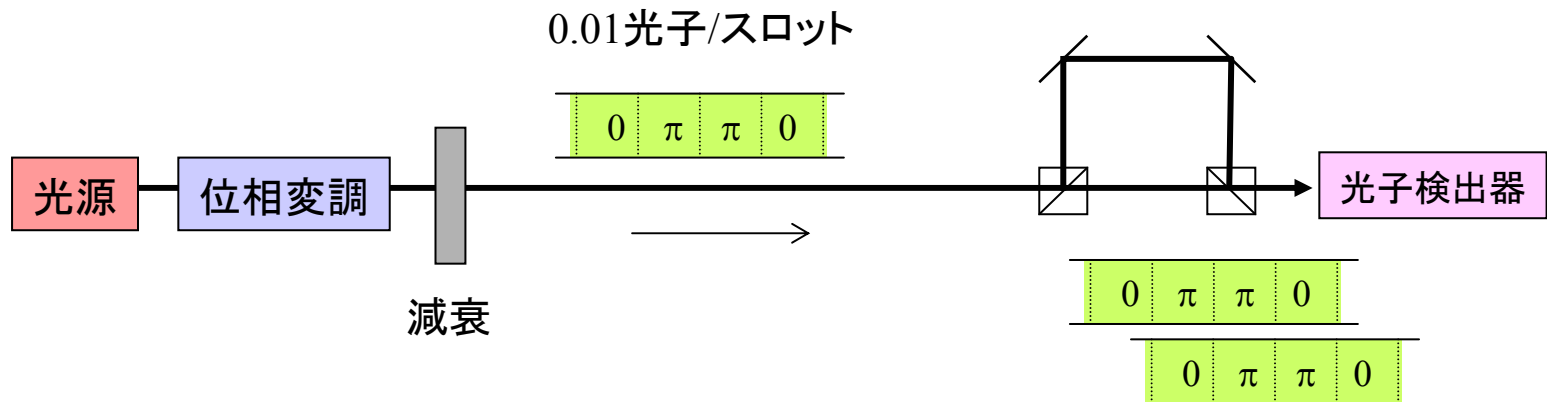 0.01光子/スロット
0 π π 0
光源
位相変調
光子検出器
減衰
0 π π 0
0 π π 0